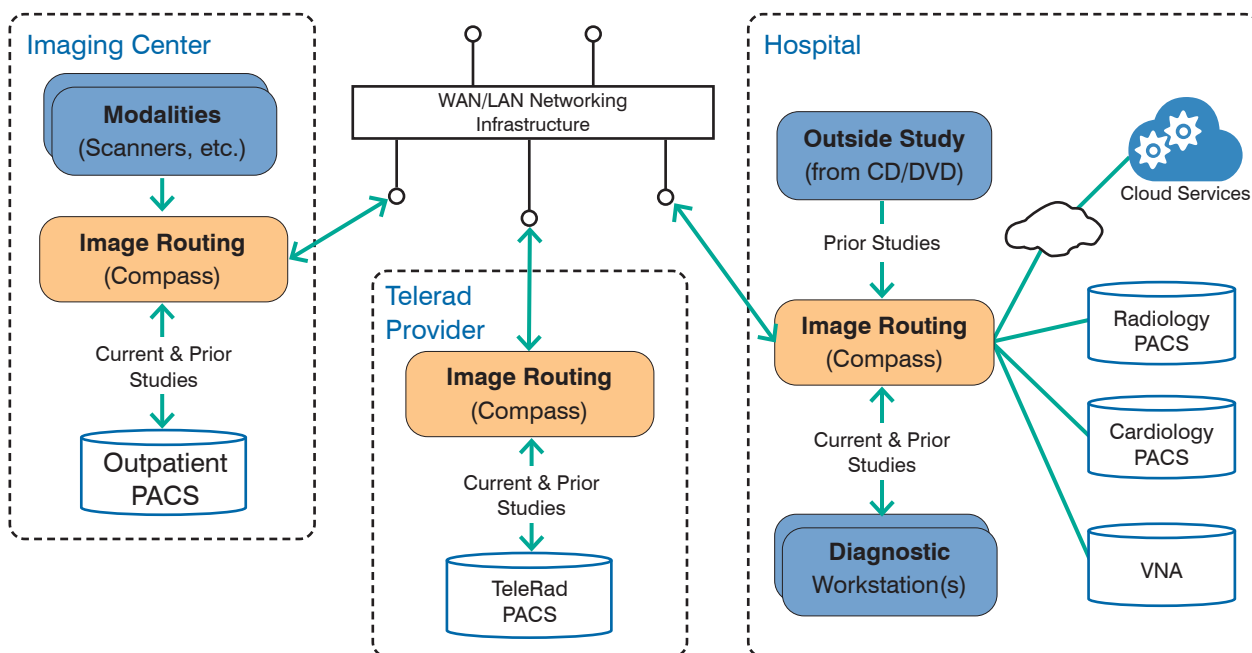 Imaging Center
Modalities
(Scanners, etc.)
Image Routing
(Compass)
Current & Prior
Studies
Outpatient
PACS
WAN/LAN Networking
Infrastructure
Telerad
Provider
Image Routing
(Compass)
Current & Prior
Studies
TeleRad
PACS
Hospital
Outside Study
(from CD/DVD)
Prior Studies
Image Routing
(Compass)
Current & Prior
Studies
Diagnostic
Workstation(s)
Cloud Services
Radiology
PACS
Cardiology
PACS
VNA